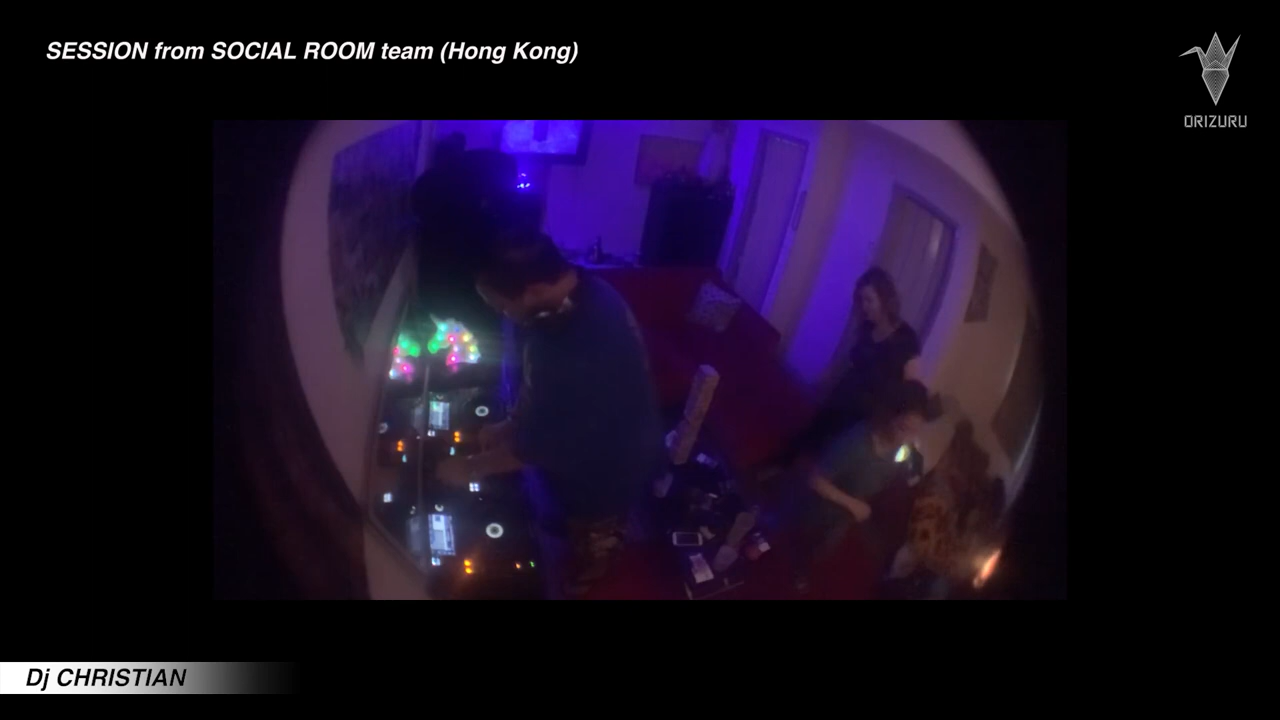 SESSION from SOCIAL ROOM team (Hong Kong)
ORIZURU
Dj CHRISTIAN